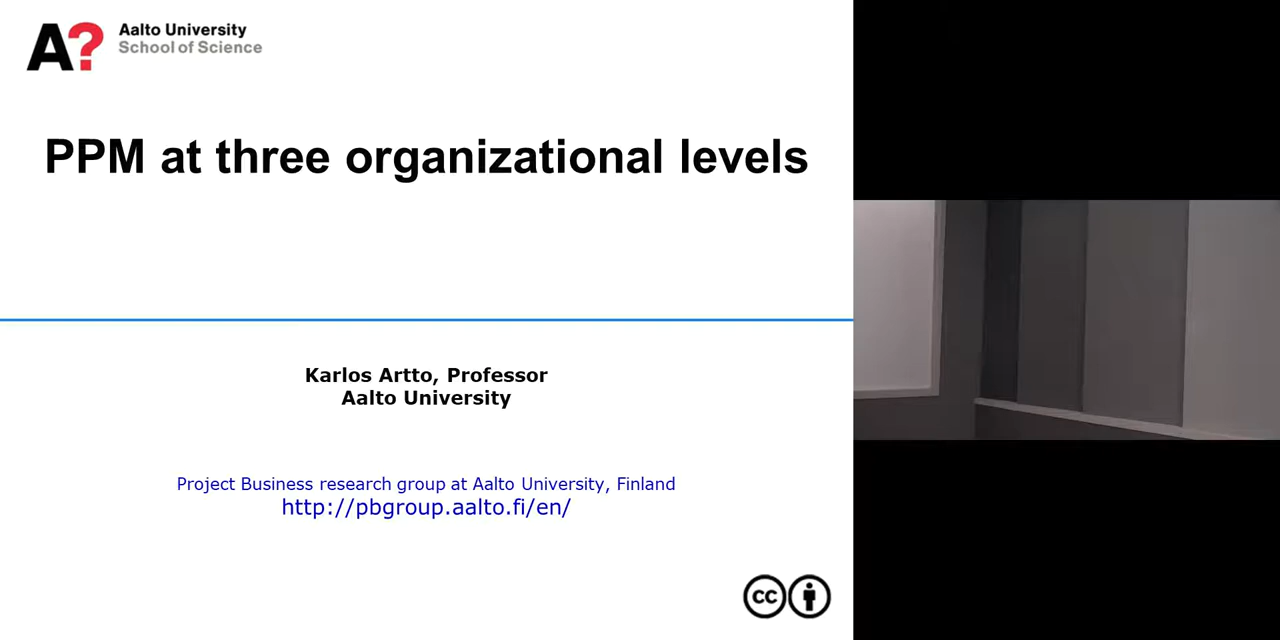 A?
Aalto University
School of Science
PPM at three organizational levels
Karlos Artto, Professor
Aalto University
Project Business research group at Aalto University, Finland
http://pbgroup.aalto.fi/en/
cc